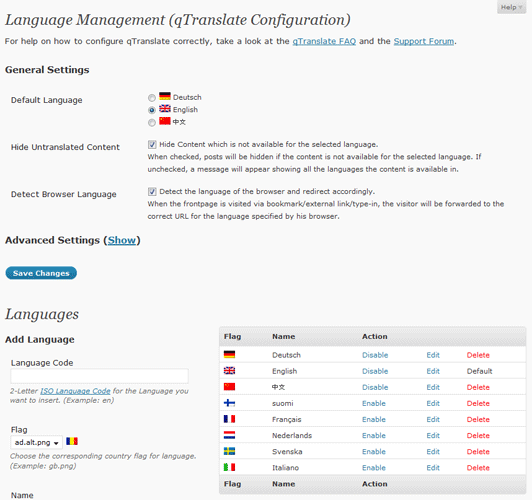 Help
Language Management (qTranslate Configuration)
For help on how to configure qTranslate correctly, take a look at the qTranslate FAQ and the Support Forum.
General Settings
Default Language
Deutsch
English
中文
Hide Untranslated Content
Hide Content which is not available for the selected language.
When checked, posts will be hidden if the content is not available for the selected language. If
unchecked, a message will appear showing all the languages the content is available in.
Detect Browser Language
Detect the language of the browser and redirect accordingly.
When the frontpage is visited via bookmark/external link/type-in, the visitor will be forwarded to the
correct URL for the language specified by his browser.
Advanced Settings (Show)
Save Changes
Languages
Add Language
Language Code
2-Letter ISO Language Code for the Language you
want to insert. (Example: en)
Flag
ad.alt.png
Choose the corresponding country flag for language.
(Example: gb.png)
Name
Flag Name Action
Deutsch Disable Edit Delete
English Disable Edit Default
中文 Disable Edit Delete
suomi Enable Edit Delete
Français Enable Edit Delete
Nederlands Enable Edit Delete
Svenska Enable Edit Delete
Italiano Enable Edit Delete
Flag Name Action